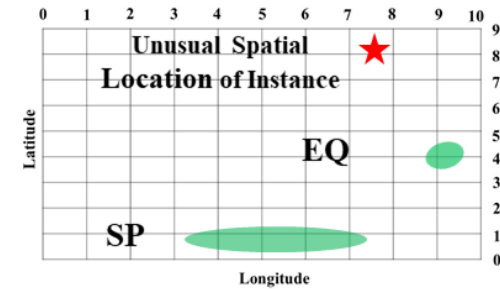 0 1 2 3 4 5 6 7 8 9 10
Unusual Spatial
Location of Instance
9
8
7
6
5
4
3
2
1
0
Latitude
EQ
SP
Longitude